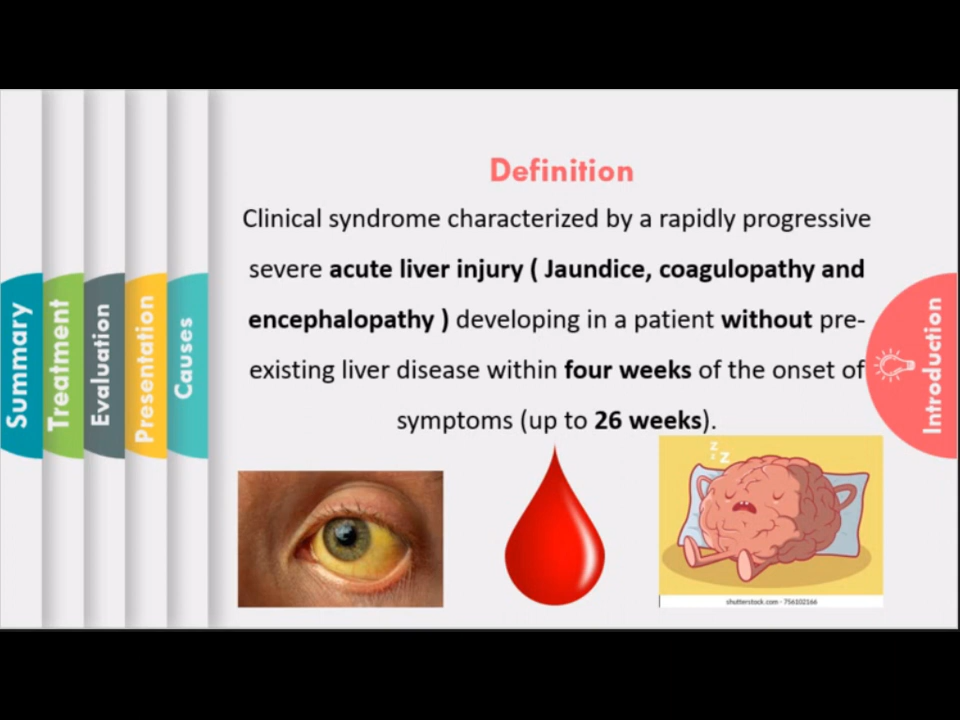 Definition
Clinical syndrome characterized by a rapidly progressive
severe acute liver injury ( Jaundice, coagulopathy and
encephalopathy ) developing in a patient without pre-
existing liver disease within four weeks of the onset of
symptoms (up to 26 weeks).
Summary
Treatment
Evaluation
Presentation
Causes
Introduction
z
z
z
shutterstock.com · 756102166